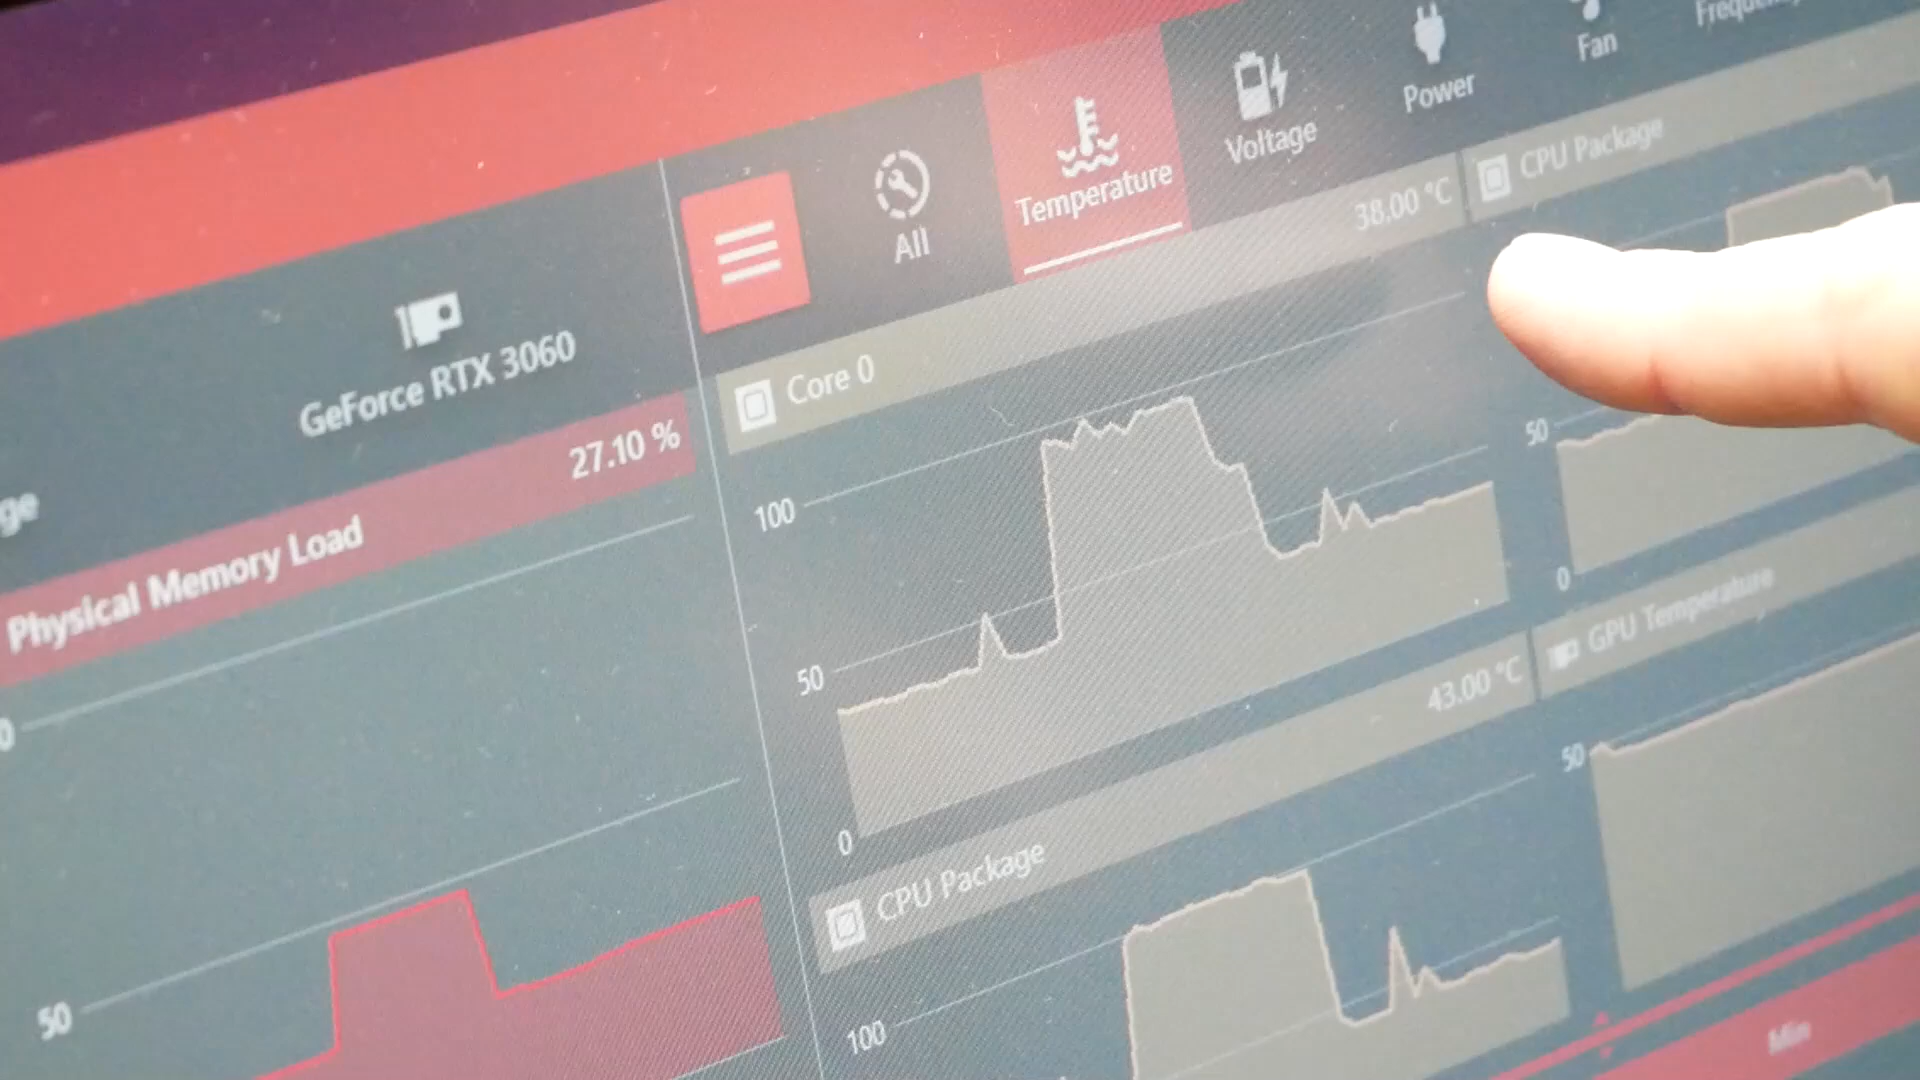 All
Temperature
Voltage
Power
Fan
GeForce RTX 3060
27.10 %
Physical Memory Load
50
Core 0
38.00 °C
100
50
0
CPU Package
50
0
CPU Package
43.00 °C
100
GPU Temperature
50
Min